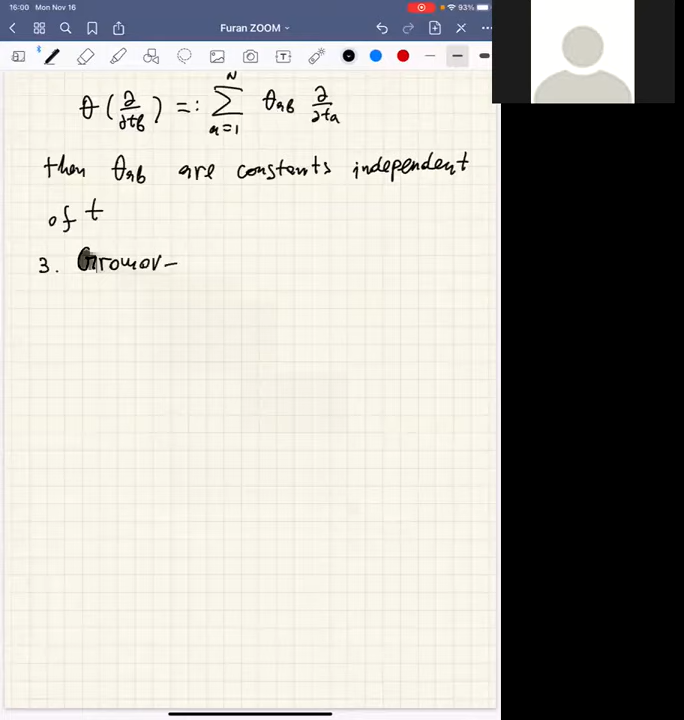 16:00 Mon Nov 16
93%
Furan ZOOM
θ(∂/∂t_b) =: ∑_{a=1}^{N} θ_{ab} ∂/∂t_a
then θ_{ab} are constants independent
of t
3. Gromov –